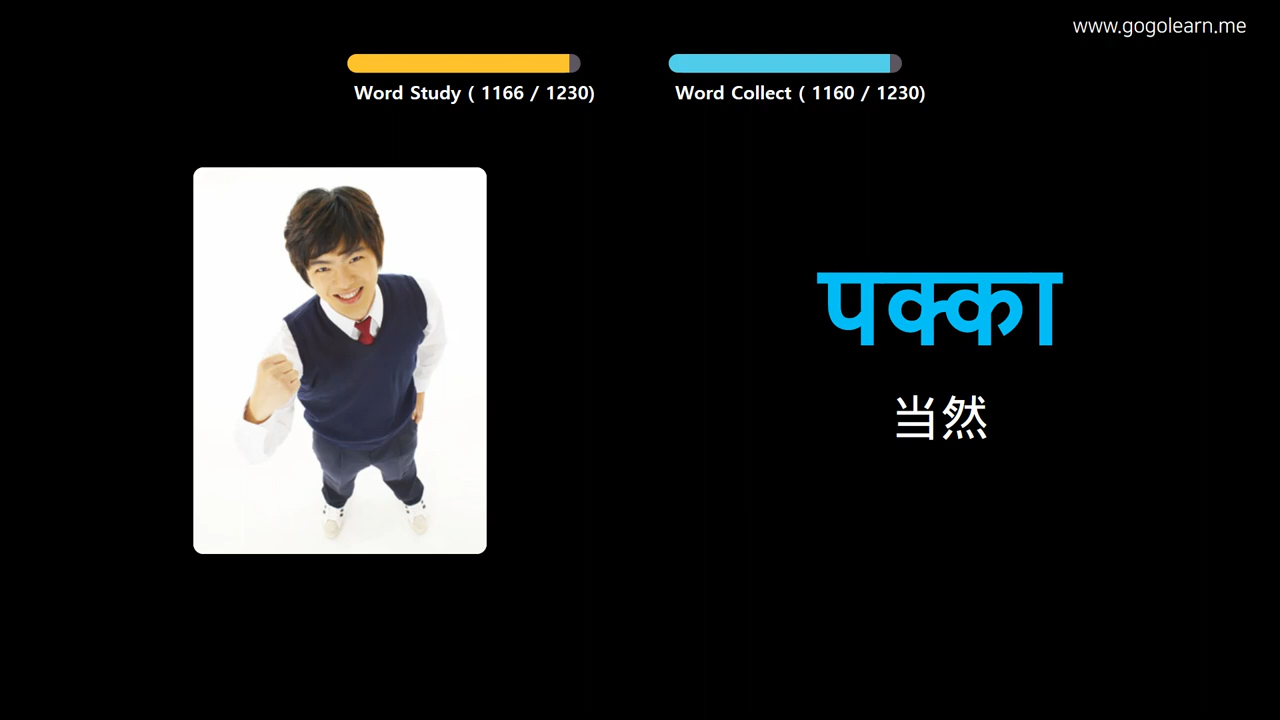 www.gogolearn.me
Word Study ( 1166 / 1230)
Word Collect ( 1160 / 1230)
पक्का
当然